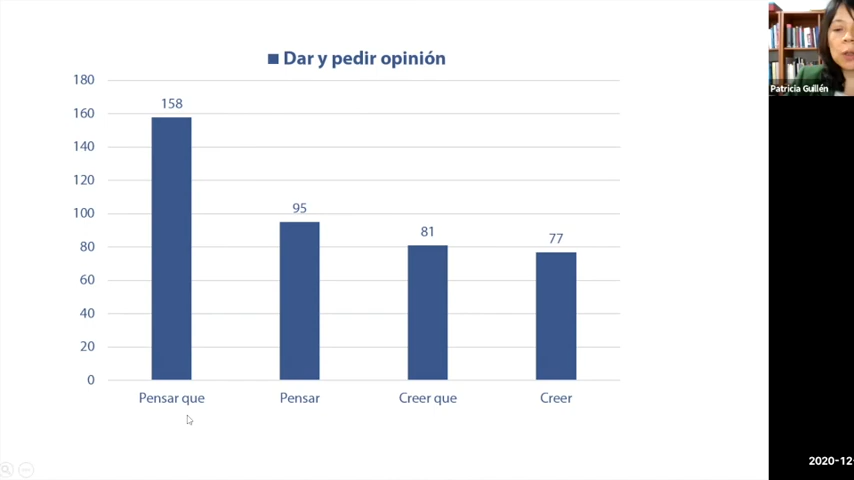 Dar y pedir opinión
180
160
140
120
100
80
60
40
20
0
158
95
81
77
Pensar que
Pensar
Creer que
Creer
Patricia Guillén
2020-12-